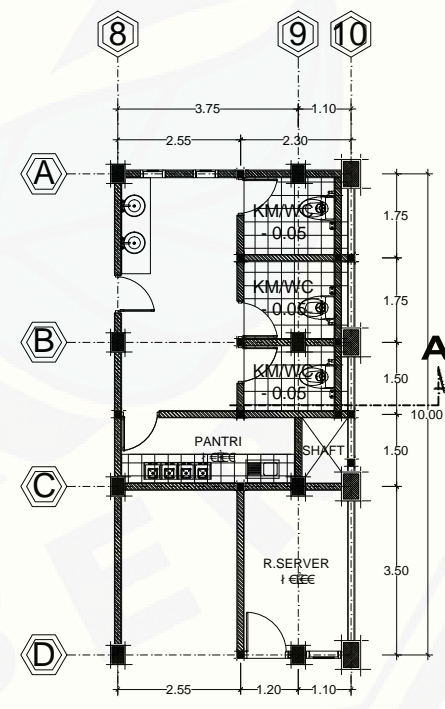 8 9 10
3.75 1.10
2.55 2.30
A
KM/WC
- 0.05
1.75
KM/WC
- 0.05
1.75
B
A
KM/WC
- 0.05
1.50
10.00
PANTRI
SHAFT
1.50
C
R.SERVER
3.50
D
2.55 1.20 1.10